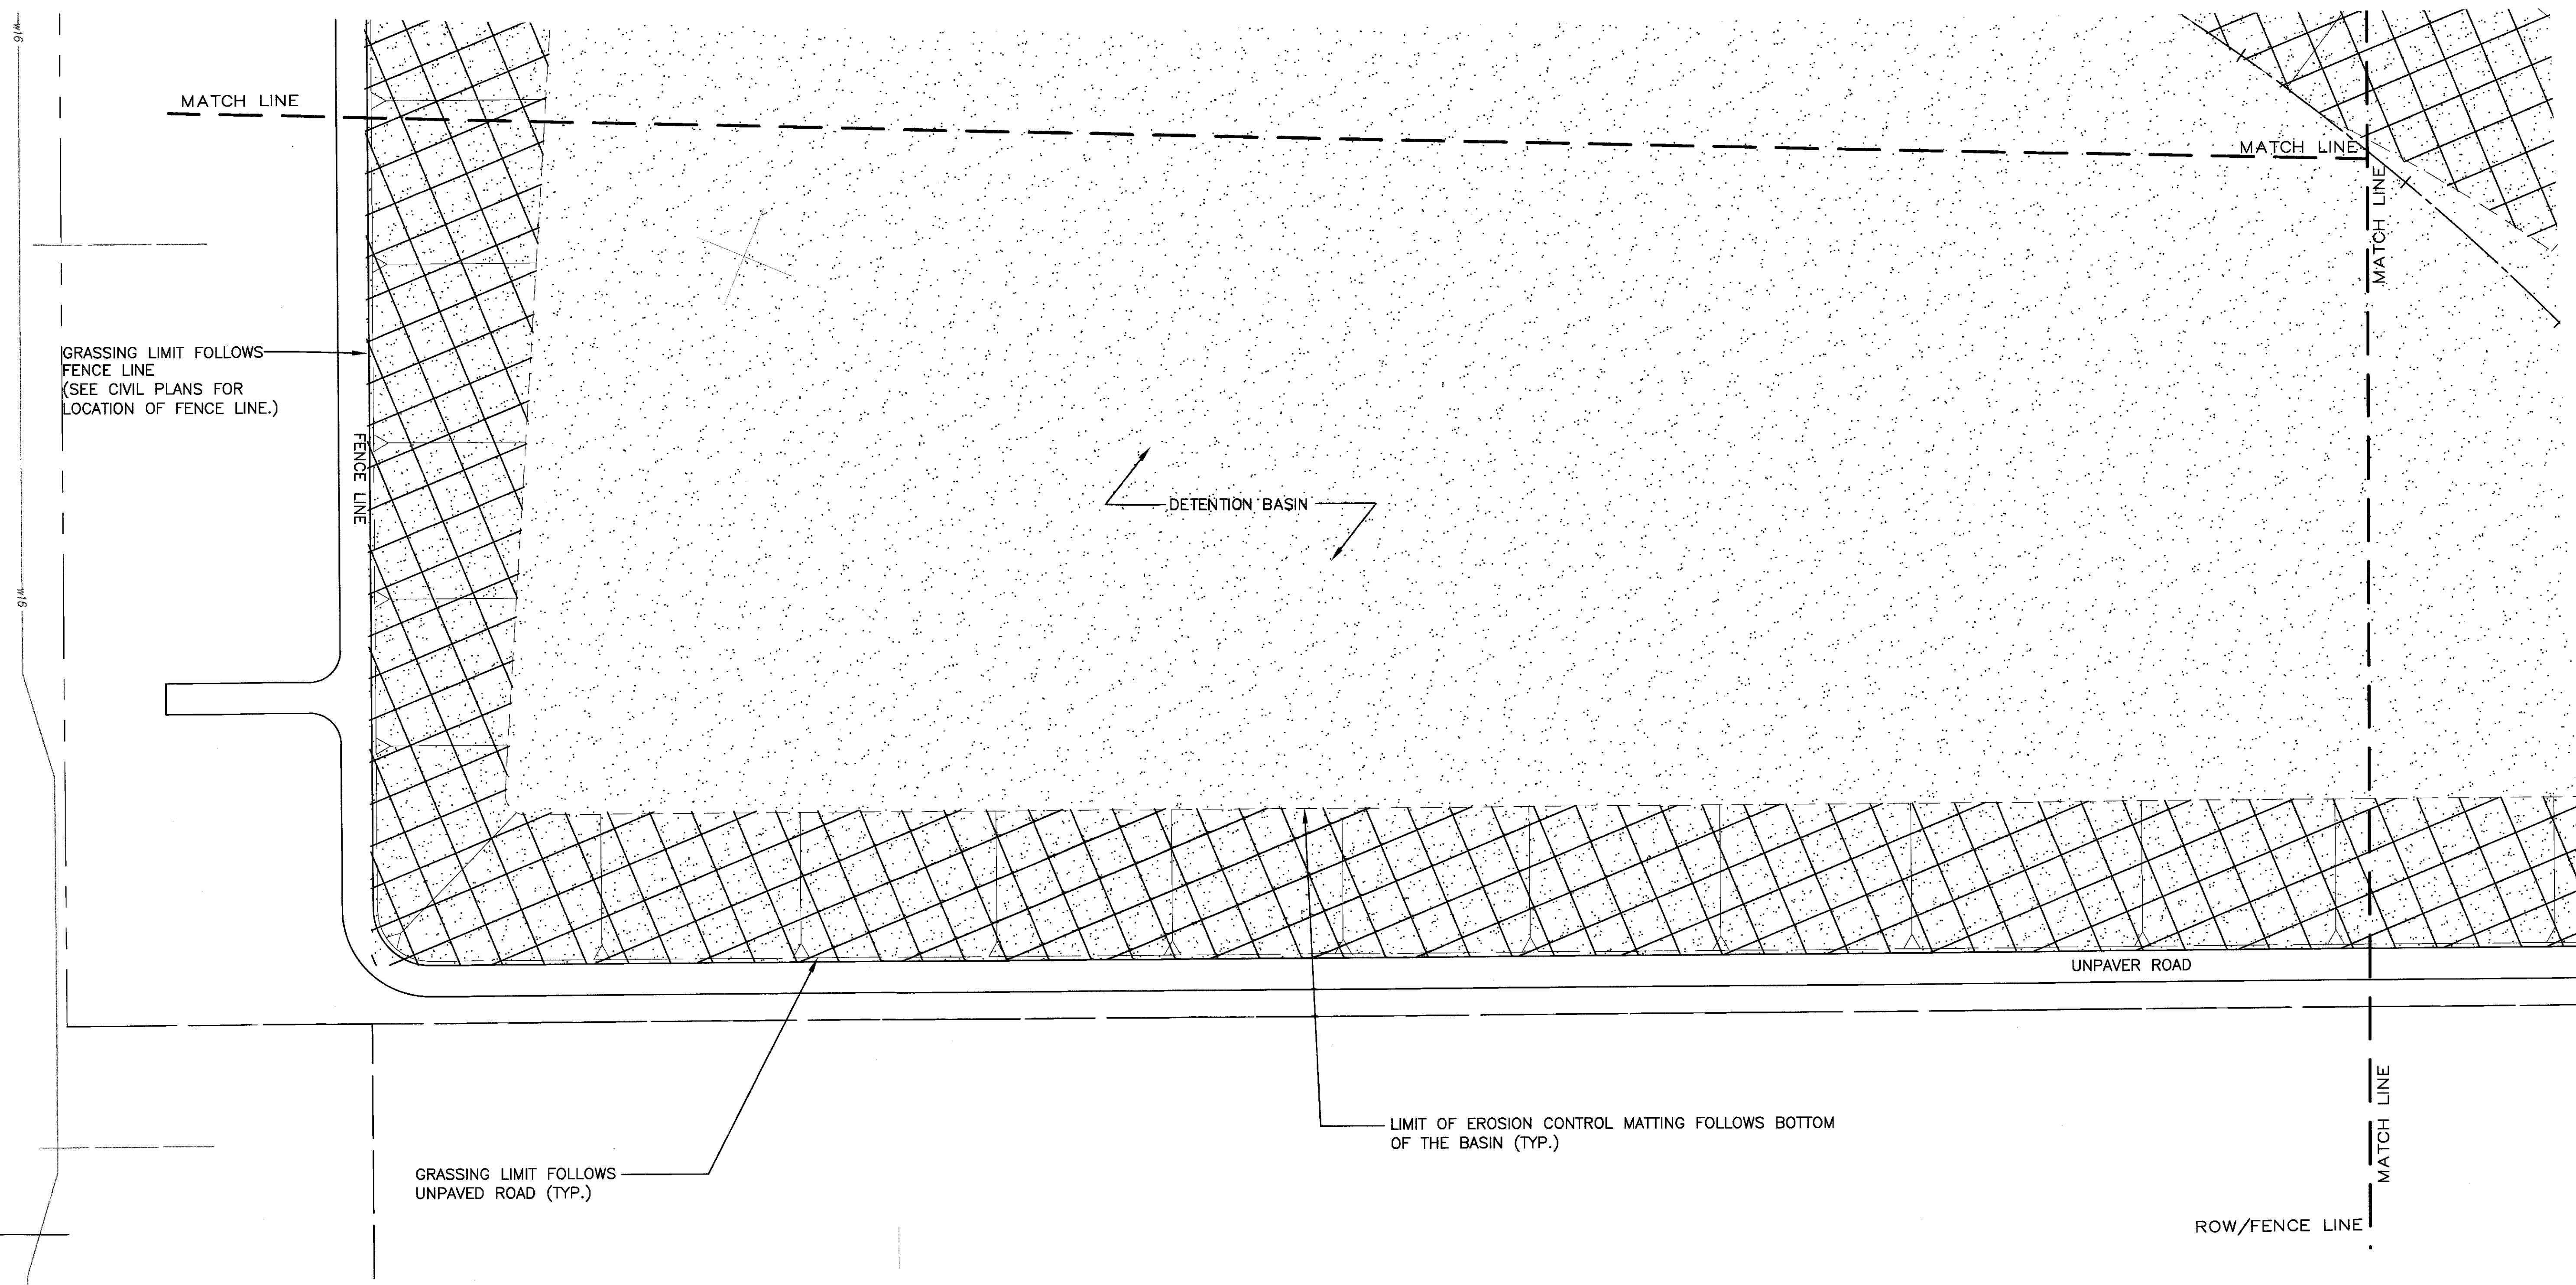 w16
MATCH LINE
MATCH LINE
MATCH LINE
GRASSING LIMIT FOLLOWS
FENCE LINE
(SEE CIVIL PLANS FOR
LOCATION OF FENCE LINE.)
FENCE LINE
DETENTION BASIN
w16
UNPAVER ROAD
LIMIT OF EROSION CONTROL MATTING FOLLOWS BOTTOM
OF THE BASIN (TYP.)
MATCH LINE
GRASSING LIMIT FOLLOWS
UNPAVED ROAD (TYP.)
ROW/FENCE LINE